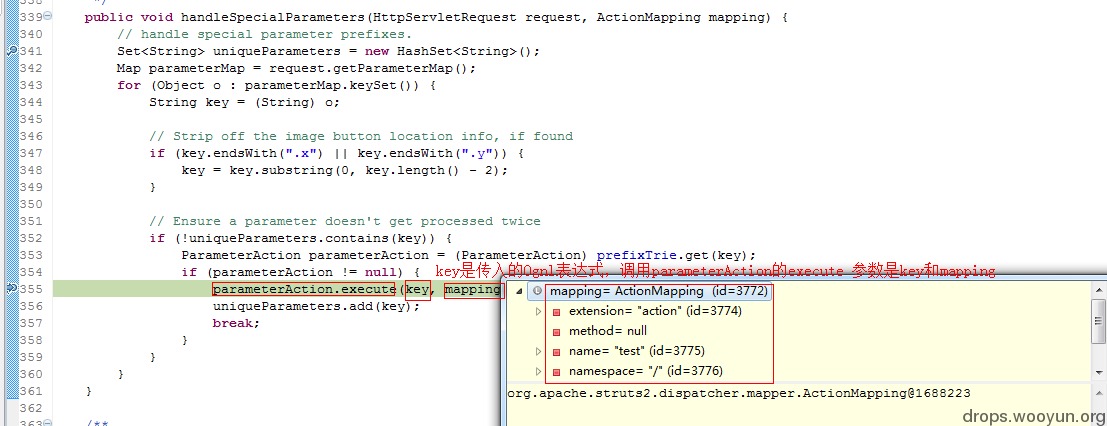 338 */
339 public void handleSpecialParameters(HttpServletRequest request, ActionMapping mapping) {
340 // handle special parameter prefixes.
341 Set<String> uniqueParameters = new HashSet<String>();
342 Map parameterMap = request.getParameterMap();
343 for (Object o : parameterMap.keySet()) {
344 String key = (String) o;
345
346 // Strip off the image button location info, if found
347 if (key.endsWith(".x") || key.endsWith(".y")) {
348 key = key.substring(0, key.length() - 2);
349 }
350
351 // Ensure a parameter doesn't get processed twice
352 if (!uniqueParameters.contains(key)) {
353 ParameterAction parameterAction = (ParameterAction) prefixTrie.get(key);
354 if (parameterAction != null) { key是传入的Ognl表达式, 调用parameterAction的execute 参数是key和mapping
355 parameterAction.execute(key, mapping
356 uniqueParameters.add(key);
357 break;
358 }
359 }
360 }
361 }
362
363 /**
mapping= ActionMapping (id=3772)
extension= "action" (id=3774)
method= null
name= "test" (id=3775)
namespace= "/" (id=3776)
org.apache.struts2.dispatcher.mapper.ActionMapping@1688223
drops.wooyun.org